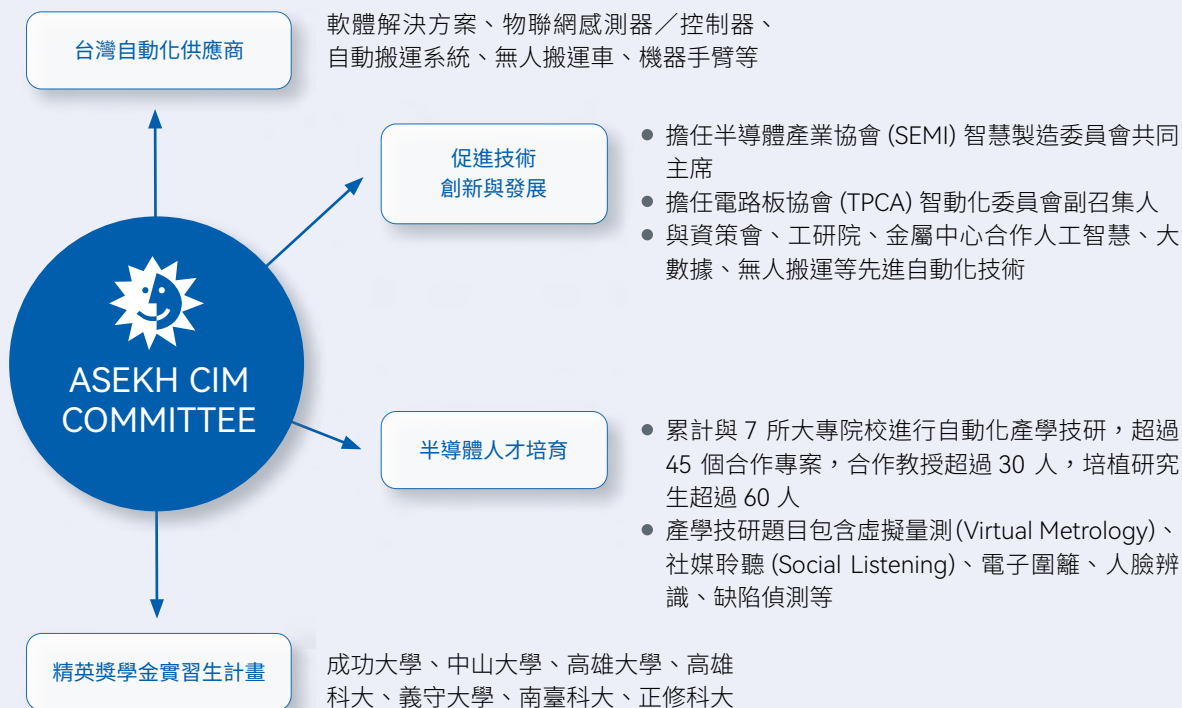 台灣自動化供應商
軟體解決方案、物聯網感測器／控制器、
自動搬運系統、無人搬運車、機器手臂等
促進技術
創新與發展
擔任半導體產業協會 (SEMI) 智慧製造委員會共同
主席
擔任電路板協會 (TPCA) 智動化委員會副召集人
與資策會、工研院、金屬中心合作人工智慧、大
數據、無人搬運等先進自動化技術
ASEKH CIM
COMMITTEE
半導體人才培育
累計與 7 所大專院校進行自動化產學技研，超過
45 個合作專案，合作教授超過 30 人，培植研究
生超過 60 人
產學技研題目包含虛擬量測(Virtual Metrology)、
社媒聆聽 (Social Listening)、電子圍籬、人臉辨
識、缺陷偵測等
精英獎學金實習生計畫
成功大學、中山大學、高雄大學、高雄
科大、義守大學、南臺科大、正修科大